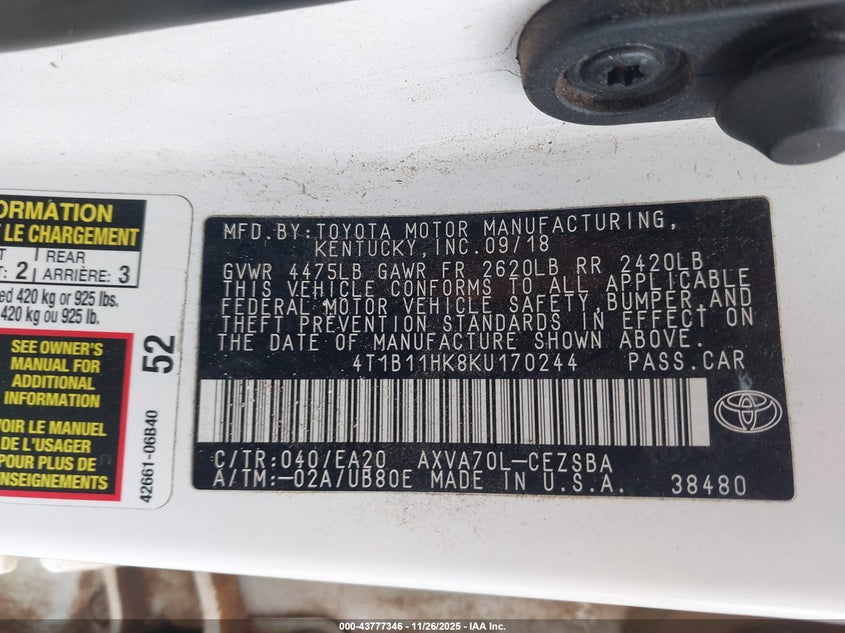 ORMATION
LE CHARGEMENT
2
REAR
ARRIÈRE: 3
420 kg or 925 lbs.
420 kg ou 925 lb.
SEE OWNER'S
MANUAL FOR
ADDITIONAL
INFORMATION
VOIR LE MANUEL
DE L'USAGER
POUR PLUS DE
ENSEIGNEMENTS
52
42661-06B40
MFD.BY:TOYOTA MOTOR MANUFACTURING,
KENTUCKY,INC.09/18
GVWR 4475LB GAWR FR 2620LB RR 2420LB
THIS VEHICLE CONFORMS TO ALL APPLICABLE
FEDERAL MOTOR VEHICLE SAFETY,BUMPER,AND
THEFT PREVENTION STANDARDS IN EFFECT ON
THE DATE OF MANUFACTURE SHOWN ABOVE.
4T1B11HK8KU170244 PASS.CAR
C/TR:040/EA20 AXVA70L-CEZSBA
A/TM:-02A/UB80E MADE IN U.S.A. 38480
000-43777346 | 11/26/2025 - IAA Inc.